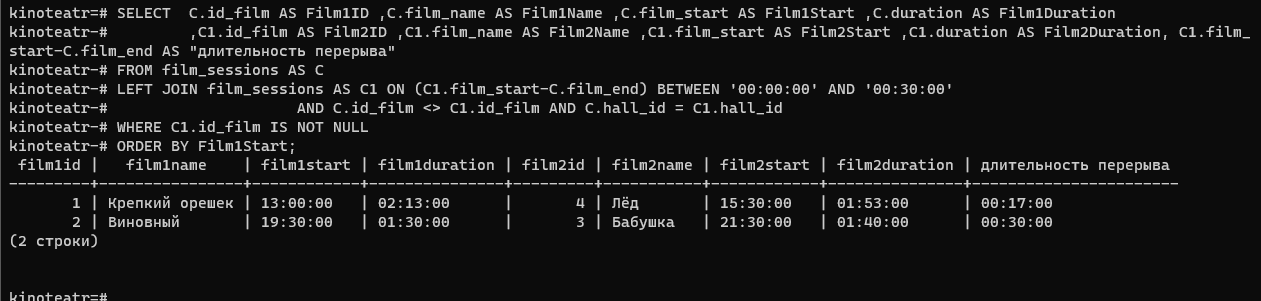 kinoteatr=# SELECT  C.id_film AS Film1ID ,C.film_name AS Film1Name ,C.film_start AS Film1Start ,C.duration AS Film1Duration
kinoteatr-#         ,C1.id_film AS Film2ID ,C1.film_name AS Film2Name ,C1.film_start AS Film2Start ,C1.duration AS Film2Duration, C1.film_
start-C.film_end AS "длительность перерыва"
kinoteatr-# FROM film_sessions AS C
kinoteatr-# LEFT JOIN film_sessions AS C1 ON (C1.film_start-C.film_end) BETWEEN '00:00:00' AND '00:30:00'
kinoteatr-#                     AND C.id_film <> C1.id_film AND C.hall_id = C1.hall_id
kinoteatr-# WHERE C1.id_film IS NOT NULL
kinoteatr-# ORDER BY Film1Start;
 film1id |   film1name    | film1start | film1duration | film2id | film2name | film2start | film2duration | длительность перерыва
---------+----------------+------------+---------------+---------+-----------+------------+---------------+-----------------------
       1 | Крепкий орешек | 13:00:00   | 02:13:00      |       4 | Лёд       | 15:30:00   | 01:53:00      | 00:17:00
       2 | Виновный       | 19:30:00   | 01:30:00      |       3 | Бабушка   | 21:30:00   | 01:40:00      | 00:30:00
(2 строки)
kinoteatr=#